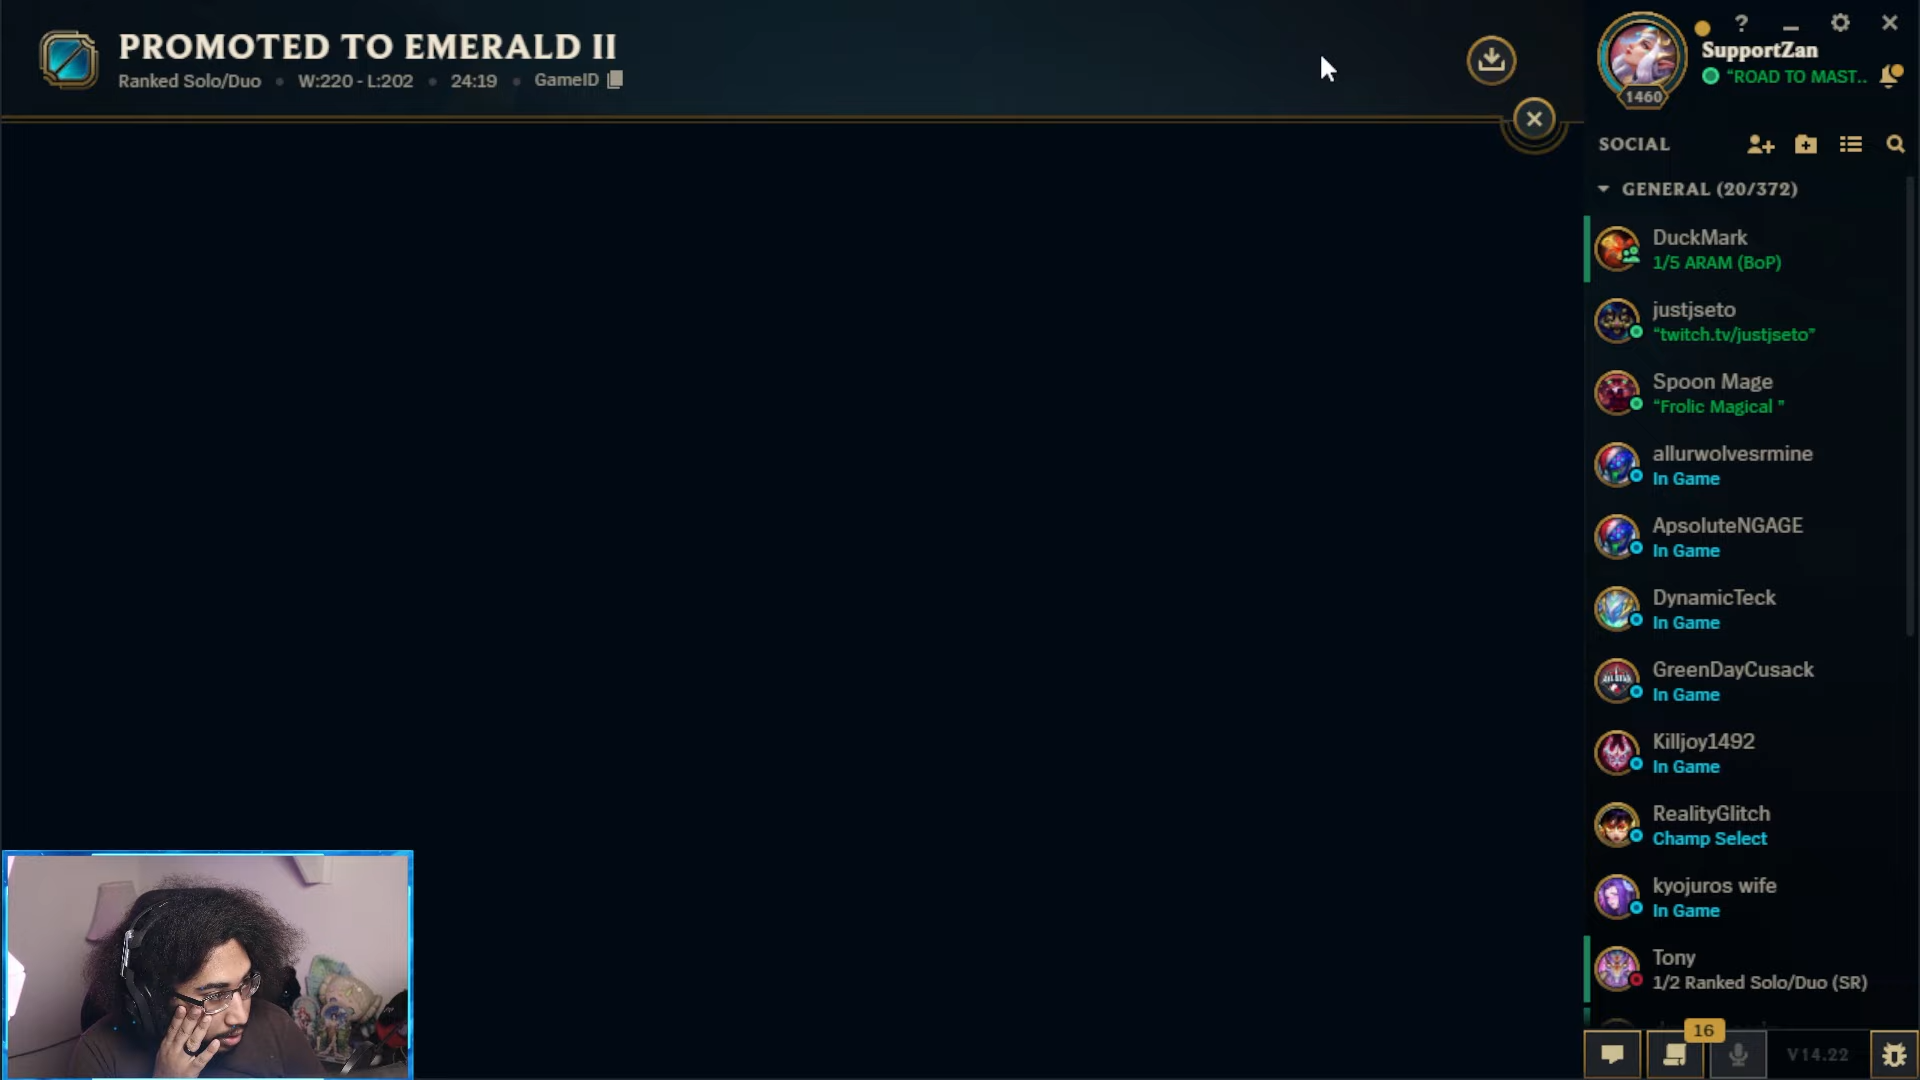 PROMOTED TO EMERALD II
Ranked Solo/Duo • W:220 - L:202 • 24:19 • GameID
?
SupportZan
“ROAD TO MAST..
1460
SOCIAL
GENERAL (20/372)
DuckMark
1/5 ARAM (BoP)
justjseto
“twitch.tv/justjseto”
Spoon Mage
“Frolic Magical ”
allurwolvesrmine
In Game
ApsoluteNGAGE
In Game
DynamicTeck
In Game
GreenDayCusack
In Game
Killjoy1492
In Game
RealityGlitch
Champ Select
kyojuros wife
In Game
Tony
1/2 Ranked Solo/Duo (SR)
16
V14.22